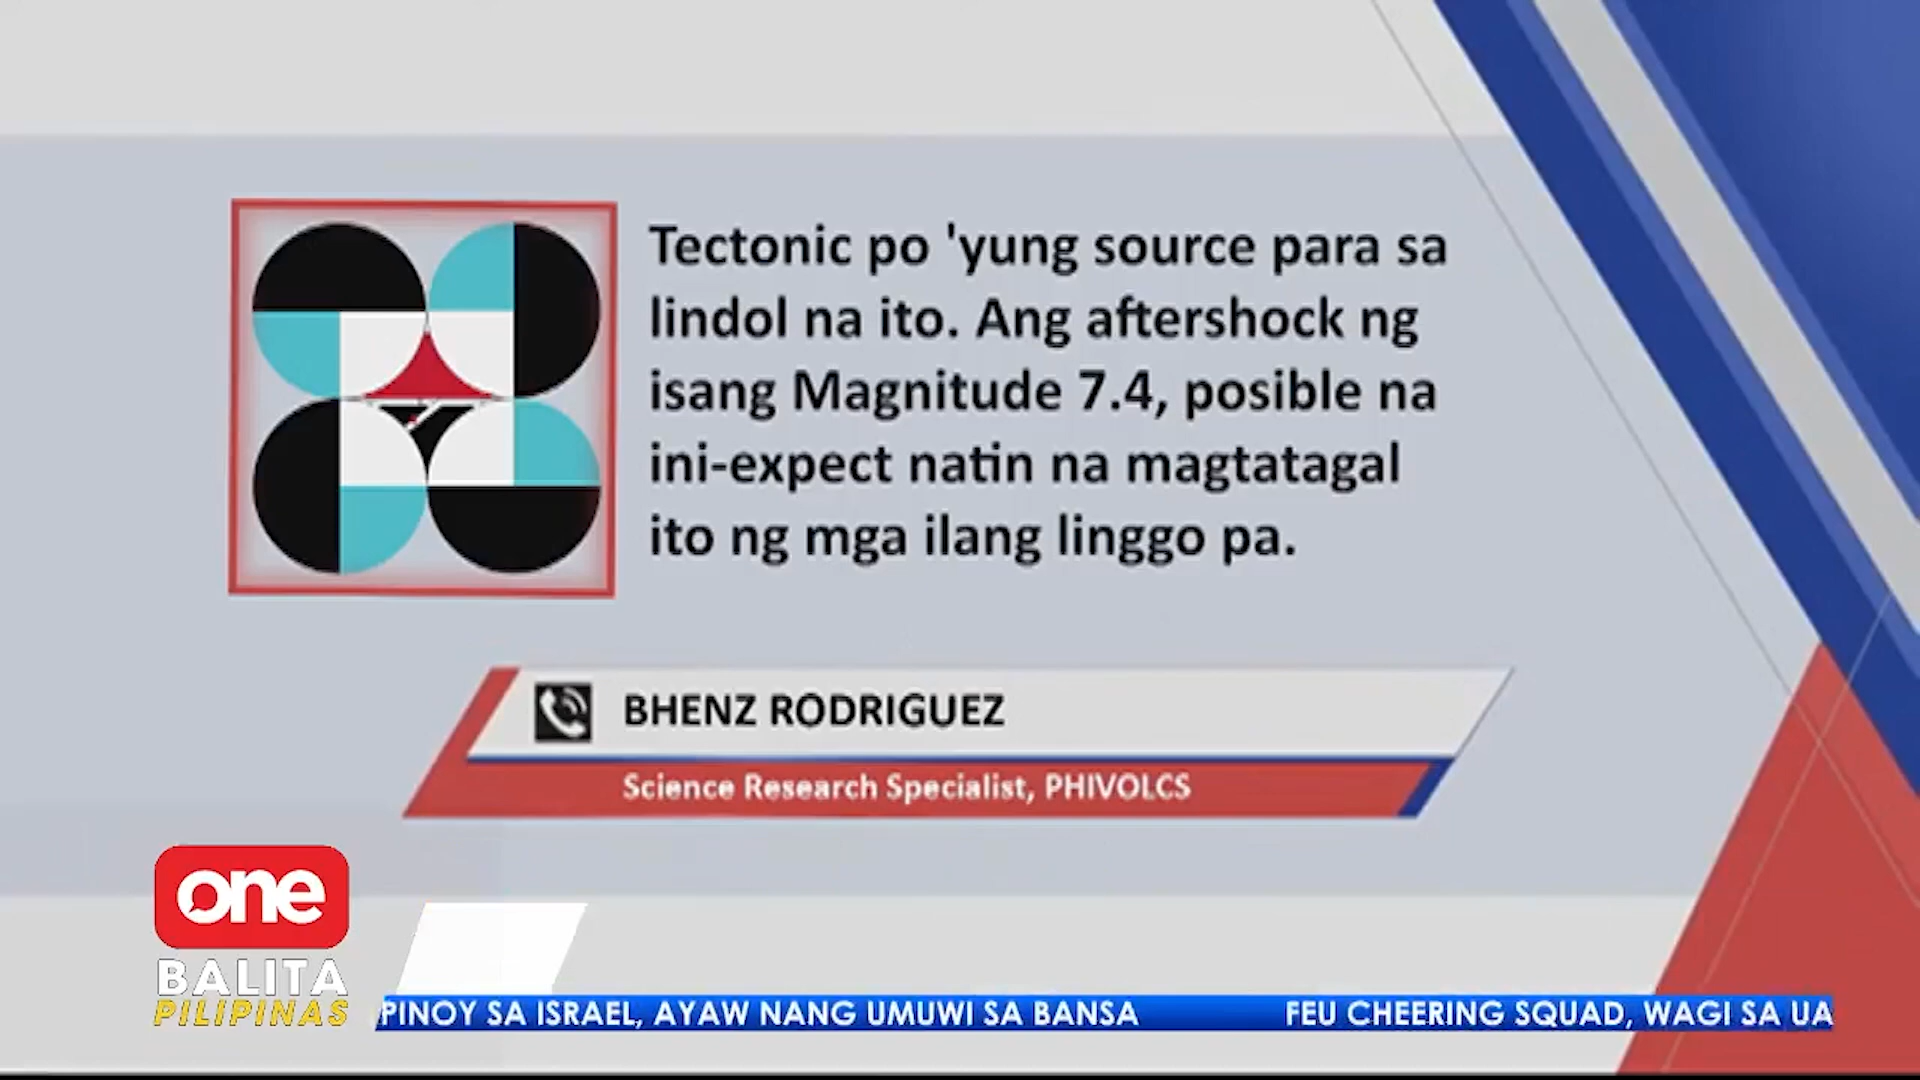 Tectonic po 'yung source para sa
lindol na ito. Ang aftershock ng
isang Magnitude 7.4, posible na
ini-expect natin na magtatagal
ito ng mga ilang linggo pa.
BHENZ RODRIGUEZ
Science Research Specialist, PHIVOLCS
one
BALITA
PILIPINAS
PINOY SA ISRAEL, AYAW NANG UMUWI SA BANSA FEU CHEERING SQUAD, WAGI SA UA